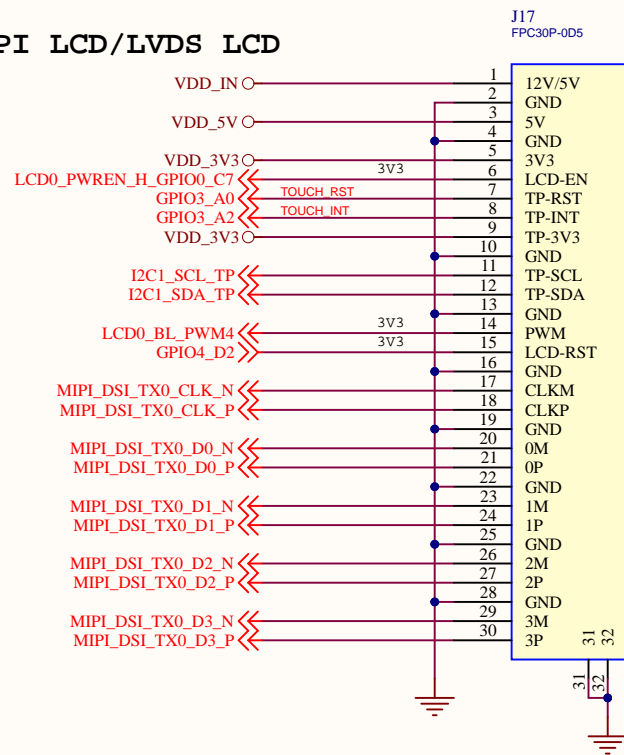 J17
FPC30P-0D5
PI LCD/LVDS LCD
VDD_IN 1 12V/5V
2 GND
VDD_5V 3 5V
4 GND
VDD_3V3 5 3V3
LCD0_PWREN_H_GPIO0_C7 3V3 6 LCD-EN
GPIO3_A0 TOUCH_RST 7 TP-RST
GPIO3_A2 TOUCH_INT 8 TP-INT
VDD_3V3 9 TP-3V3
10 GND
I2C1_SCL_TP 11 TP-SCL
I2C1_SDA_TP 12 TP-SDA
13 GND
LCD0_BL_PWM4 3V3 14 PWM
GPIO4_D2 3V3 15 LCD-RST
16 GND
MIPI_DSI_TX0_CLK_N 17 CLKM
MIPI_DSI_TX0_CLK_P 18 CLKP
19 GND
MIPI_DSI_TX0_D0_N 20 0M
MIPI_DSI_TX0_D0_P 21 0P
22 GND
MIPI_DSI_TX0_D1_N 23 1M
MIPI_DSI_TX0_D1_P 24 1P
25 GND
MIPI_DSI_TX0_D2_N 26 2M
MIPI_DSI_TX0_D2_P 27 2P
28 GND
MIPI_DSI_TX0_D3_N 29 3M
MIPI_DSI_TX0_D3_P 30 3P
31 32
31 32